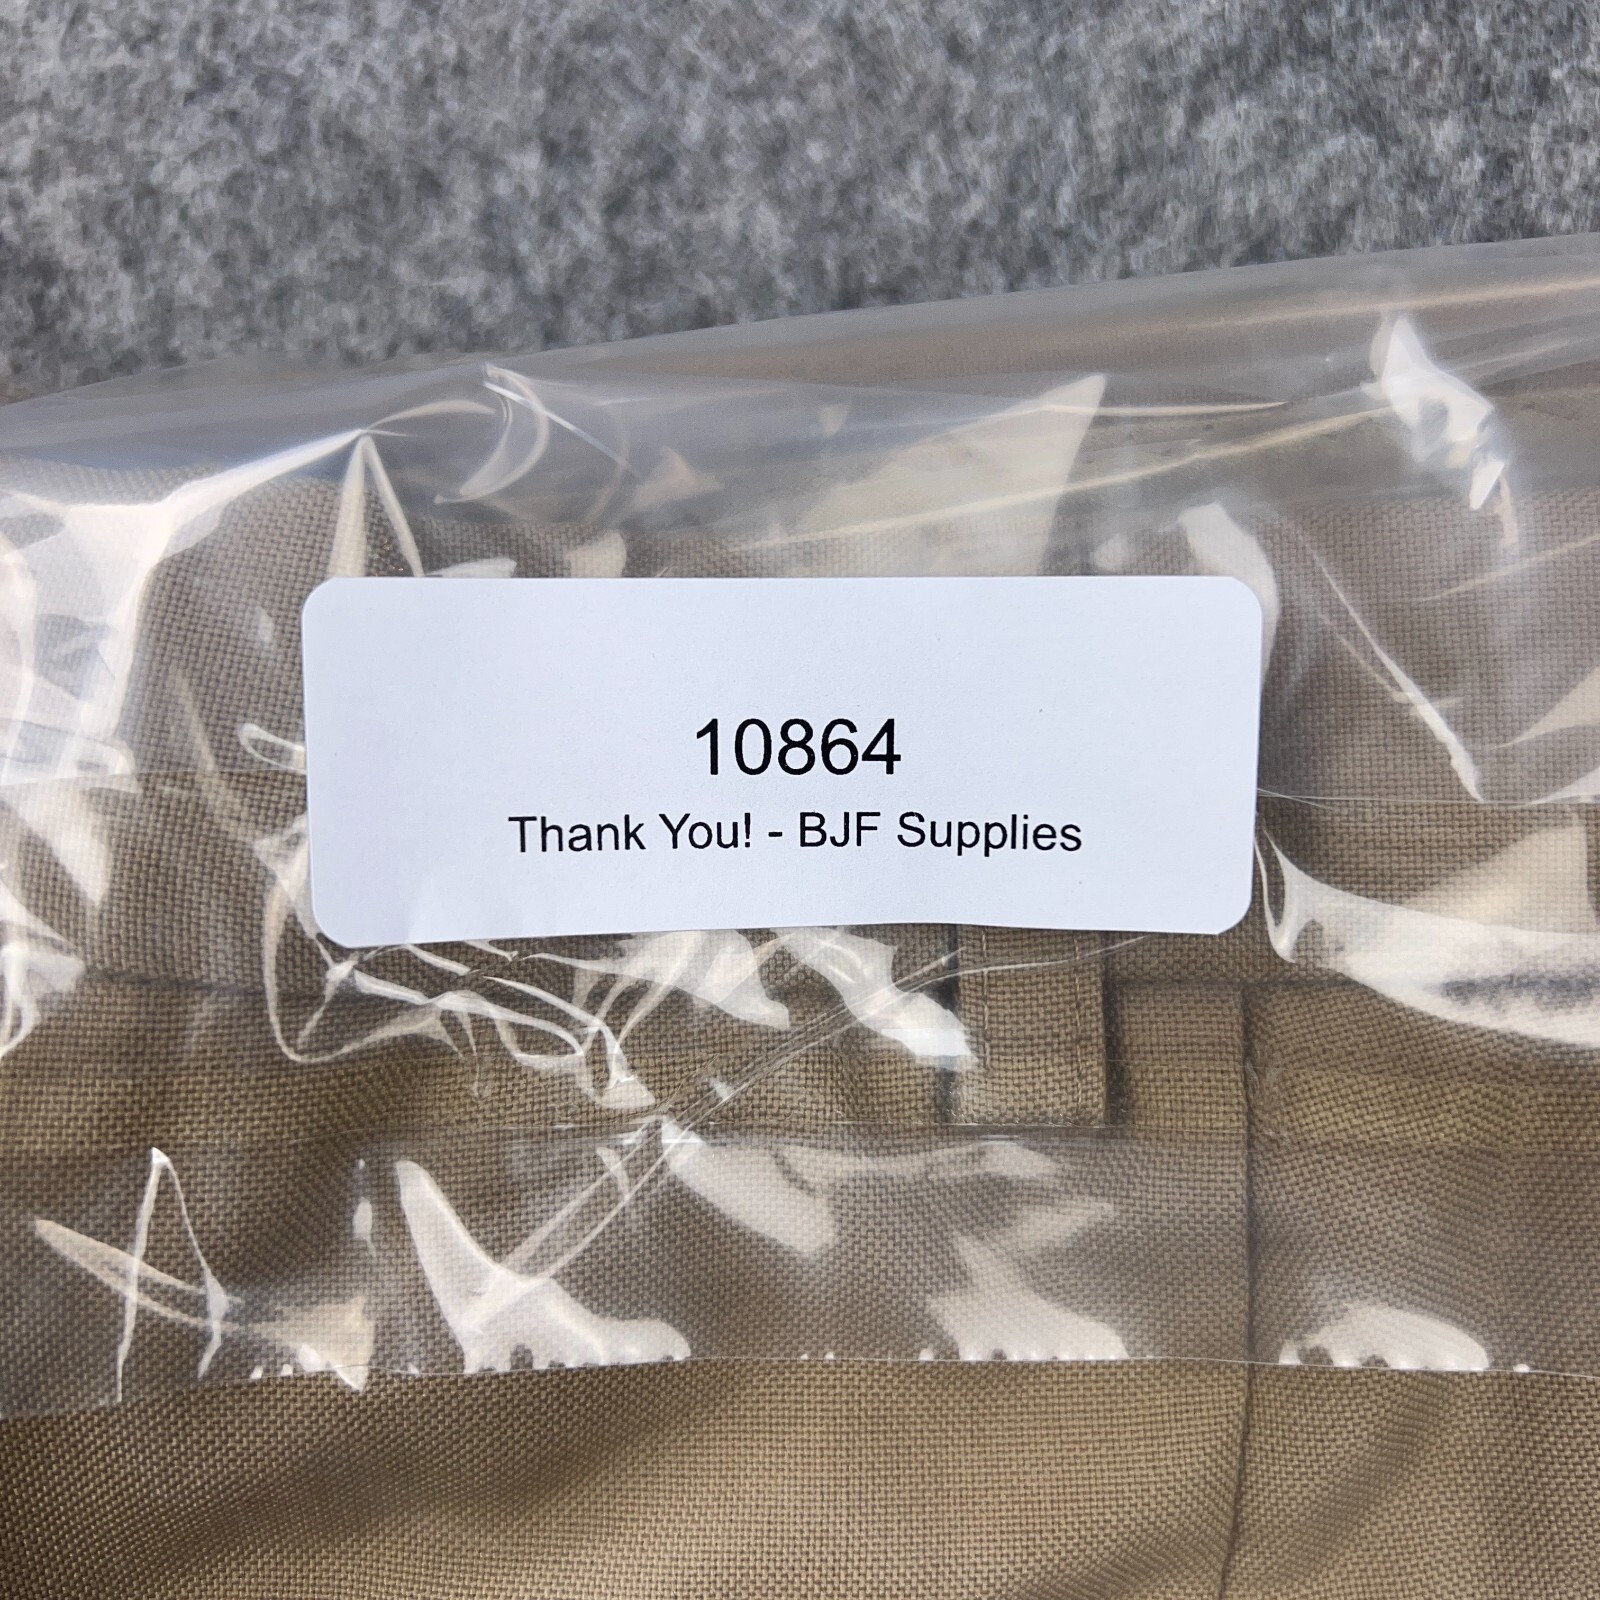 10864
Thank You! - BJF Supplies